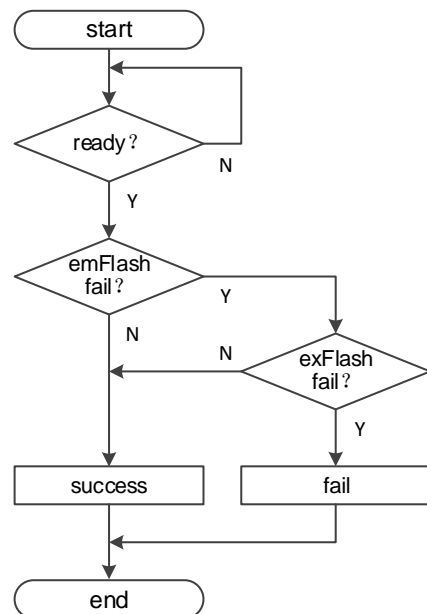 start
ready？
N
Y
emFlash
fail？
Y
N
N
exFlash
fail？
Y
success
fail
end